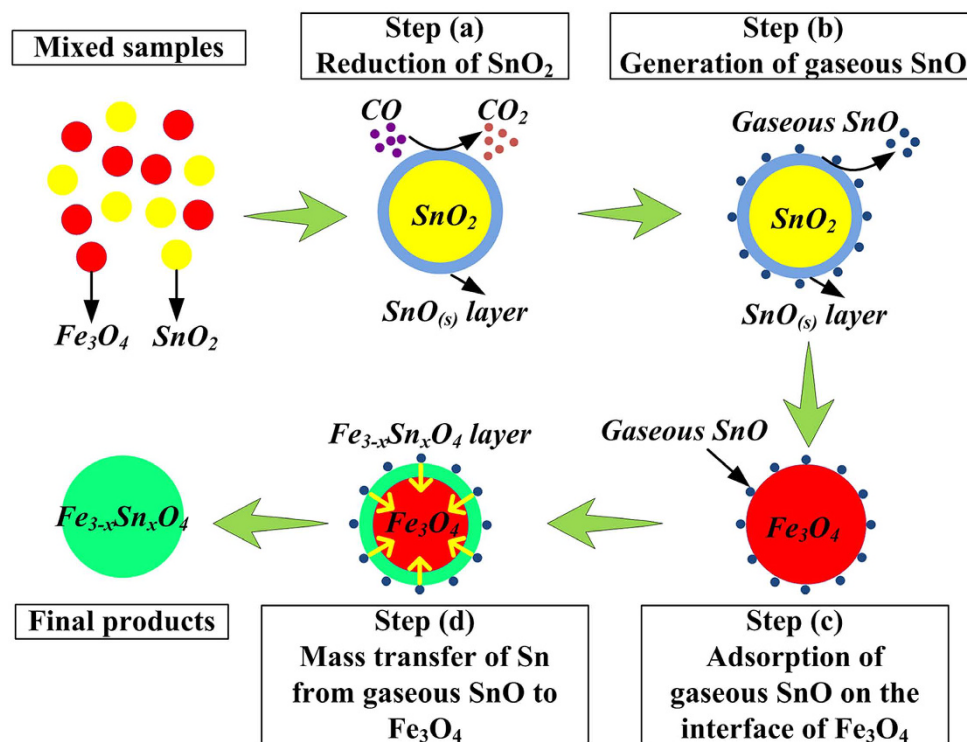 Mixed samples
Step (a)
Reduction of SnO₂
Step (b)
Generation of gaseous SnO
CO
CO₂
Gaseous SnO
SnO₂
SnO₂
SnO₍ₛ₎ layer
SnO₍ₛ₎ layer
Fe₃O₄
SnO₂
Fe₃₋ₓSnₓO₄ layer
Gaseous SnO
Fe₃₋ₓSnₓO₄
Fe₃O₄
Fe₃O₄
Final products
Step (d)
Mass transfer of Sn
from gaseous SnO to
Fe₃O₄
Step (c)
Adsorption of
gaseous SnO on the
interface of Fe₃O₄